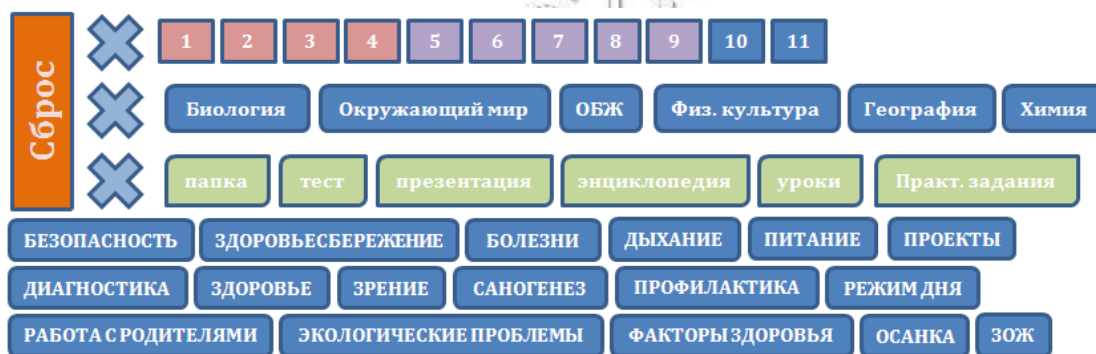 Сброс
1 2 3 4 5 6 7 8 9 10 11
Биология Окружающий мир ОБЖ Физ. культура География Химия
папка тест презентация энциклопедия уроки Практ. задания
БЕЗОПАСНОСТЬ ЗДОРОВЬЕСБЕРЕЖЕНИЕ БОЛЕЗНИ ДЫХАНИЕ ПИТАНИЕ ПРОЕКТЫ
ДИАГНОСТИКА ЗДОРОВЬЕ ЗРЕНИЕ САНОГЕНЕЗ ПРОФИЛАКТИКА РЕЖИМ ДНЯ
РАБОТА С РОДИТЕЛЯМИ ЭКОЛОГИЧЕСКИЕ ПРОБЛЕМЫ ФАКТОРЫ ЗДОРОВЬЯ ОСАНКА ЗОЖ